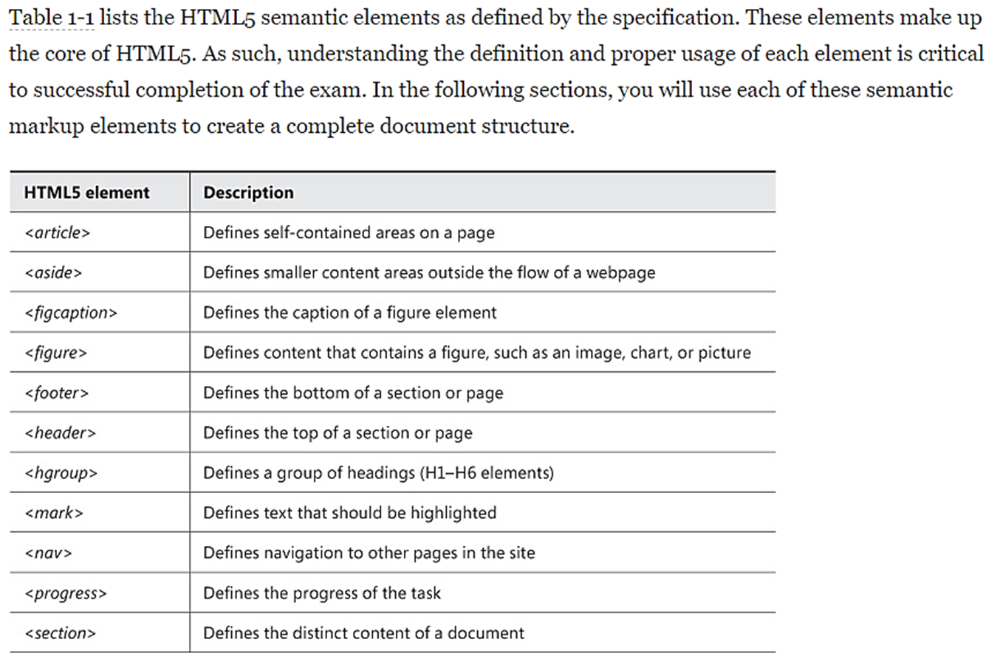 Table 1-1 lists the HTML5 semantic elements as defined by the specification. These elements make up
the core of HTML5. As such, understanding the definition and proper usage of each element is critical
to successful completion of the exam. In the following sections, you will use each of these semantic
markup elements to create a complete document structure.
HTML5 element Description
<article> Defines self-contained areas on a page
<aside> Defines smaller content areas outside the flow of a webpage
<figcaption> Defines the caption of a figure element
<figure> Defines content that contains a figure, such as an image, chart, or picture
<footer> Defines the bottom of a section or page
<header> Defines the top of a section or page
<hgroup> Defines a group of headings (H1–H6 elements)
<mark> Defines text that should be highlighted
<nav> Defines navigation to other pages in the site
<progress> Defines the progress of the task
<section> Defines the distinct content of a document